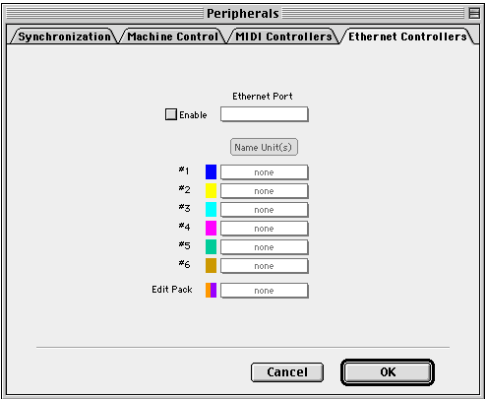 Peripherals
Synchronization Machine Control MIDI Controllers Ethernet Controllers
Ethernet Port
Enable
Name Unit(s)
#1 none
#2 none
#3 none
#4 none
#5 none
#6 none
Edit Pack none
Cancel OK